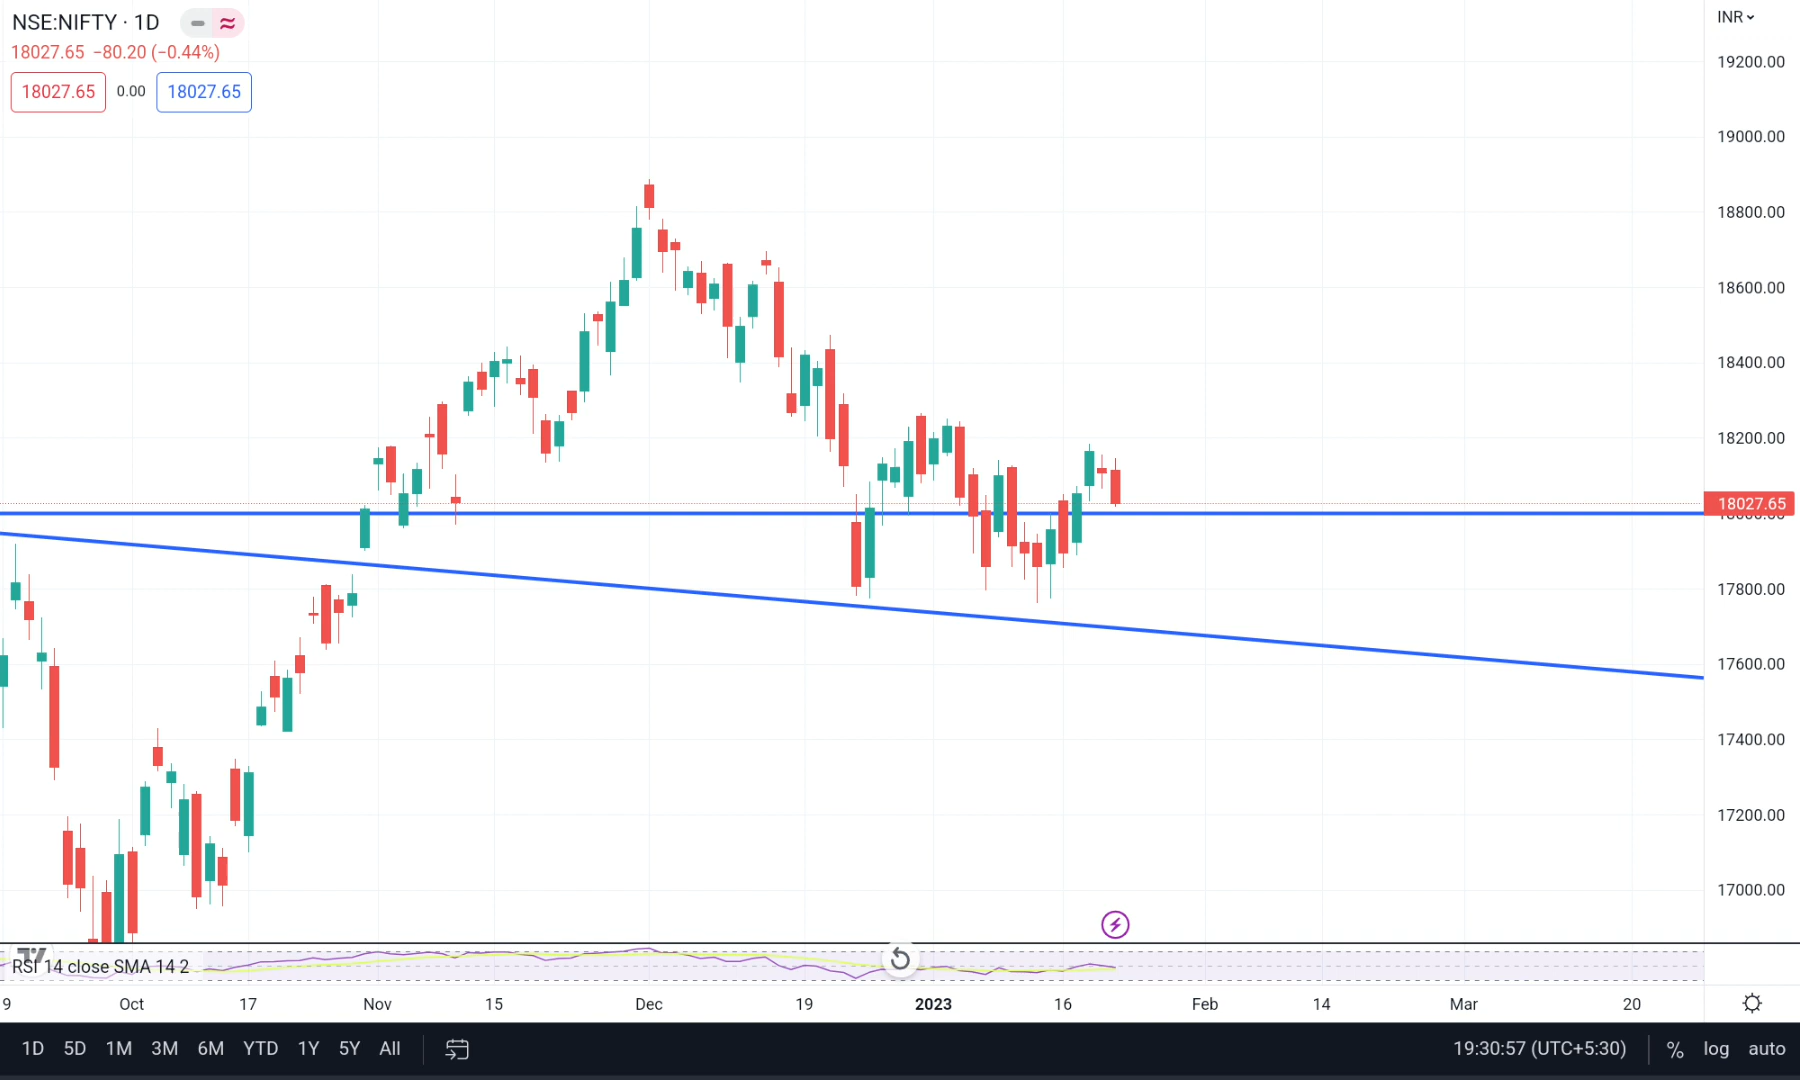 NSE:NIFTY · 1D
18027.65 −80.20 (−0.44%)
18027.65 0.00 18027.65
INR
19200.00
19000.00
18800.00
18600.00
18400.00
18200.00
18027.65
17800.00
17600.00
17400.00
17200.00
17000.00
RSI 14 close SMA 14 2
9 Oct 17 Nov 15 Dec 19 2023 16 Feb 14 Mar 20
1D 5D 1M 3M 6M YTD 1Y 5Y All 19:30:57 (UTC+5:30) % log auto